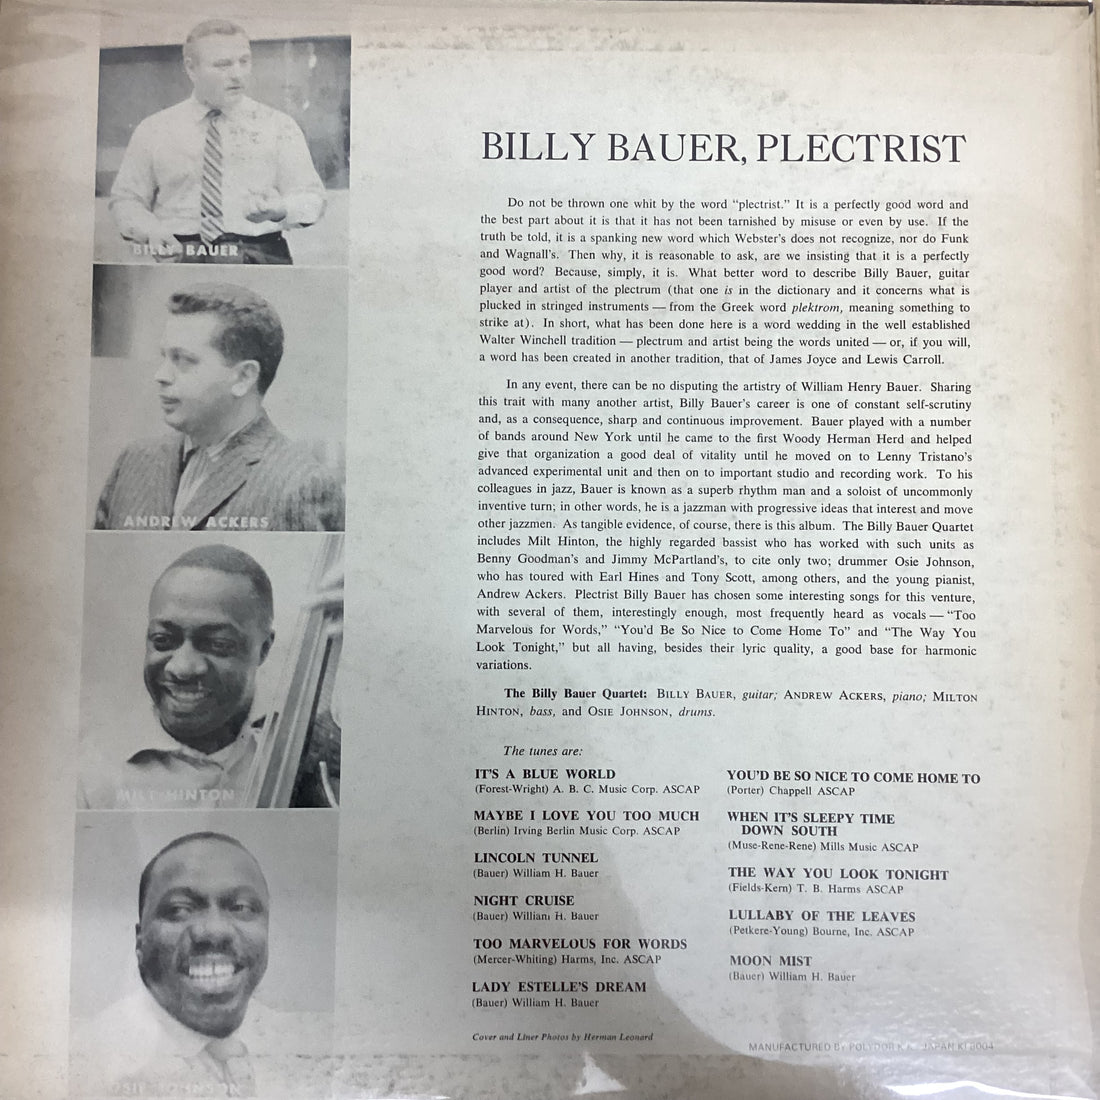 BILLY BAUER
ANDREW ACKERS
MILT HINTON
OSIE JOHNSON
BILLY BAUER, PLECTRIST
Do not be thrown one whit by the word “plectrist.” It is a perfectly good word and
the best part about it is that it has not been tarnished by misuse or even by use. If the
truth be told, it is a spanking new word which Webster’s does not recognize, nor do Funk
and Wagnall’s. Then why, it is reasonable to ask, are we insisting that it is a perfectly
good word? Because, simply, it is. What better word to describe Billy Bauer, guitar
player and artist of the plectrum (that one is in the dictionary and it concerns what is
plucked in stringed instruments — from the Greek word plektrom, meaning something to
strike at). In short, what has been done here is a word wedding in the well established
Walter Winchell tradition — plectrum and artist being the words united — or, if you will,
a word has been created in another tradition, that of James Joyce and Lewis Carroll.
In any event, there can be no disputing the artistry of William Henry Bauer. Sharing
this trait with many another artist, Billy Bauer’s career is one of constant self-scrutiny
and, as a consequence, sharp and continuous improvement. Bauer played with a number
of bands around New York until he came to the first Woody Herman Herd and helped
give that organization a good deal of vitality until he moved on to Lenny Tristano’s
advanced experimental unit and then on to important studio and recording work. To his
colleagues in jazz, Bauer is known as a superb rhythm man and a soloist of uncommonly
inventive turn; in other words, he is a jazzman with progressive ideas that interest and move
other jazzmen. As tangible evidence, of course, there is this album. The Billy Bauer Quartet
includes Milt Hinton, the highly regarded bassist who has worked with such units as
Benny Goodman’s and Jimmy McPartland’s, to cite only two; drummer Osie Johnson,
who has toured with Earl Hines and Tony Scott, among others, and the young pianist,
Andrew Ackers. Plectrist Billy Bauer has chosen some interesting songs for this venture,
with several of them, interestingly enough, most frequently heard as vocals — “Too
Marvelous for Words,” “You’d Be So Nice to Come Home To” and “The Way You
Look Tonight,” but all having, besides their lyric quality, a good base for harmonic
variations.
The Billy Bauer Quartet: BILLY BAUER, guitar; ANDREW ACKERS, piano; MILTON
HINTON, bass, and OSIE JOHNSON, drums.
The tunes are:
IT’S A BLUE WORLD
(Forest-Wright) A. B. C. Music Corp. ASCAP
MAYBE I LOVE YOU TOO MUCH
(Berlin) Irving Berlin Music Corp. ASCAP
LINCOLN TUNNEL
(Bauer) William H. Bauer
NIGHT CRUISE
(Bauer) William H. Bauer
TOO MARVELOUS FOR WORDS
(Mercer-Whiting) Harms, Inc. ASCAP
LADY ESTELLE’S DREAM
(Bauer) William H. Bauer
YOU’D BE SO NICE TO COME HOME TO
(Porter) Chappell ASCAP
WHEN IT’S SLEEPY TIME
DOWN SOUTH
(Muse-Rene-Rene) Mills Music ASCAP
THE WAY YOU LOOK TONIGHT
(Fields-Kern) T. B. Harms ASCAP
LULLABY OF THE LEAVES
(Petkere-Young) Bourne, Inc. ASCAP
MOON MIST
(Bauer) William H. Bauer
Cover and Liner Photos by Herman Leonard
MANUFACTURED BY POLYDOR K.K. JAPAN KI 8004